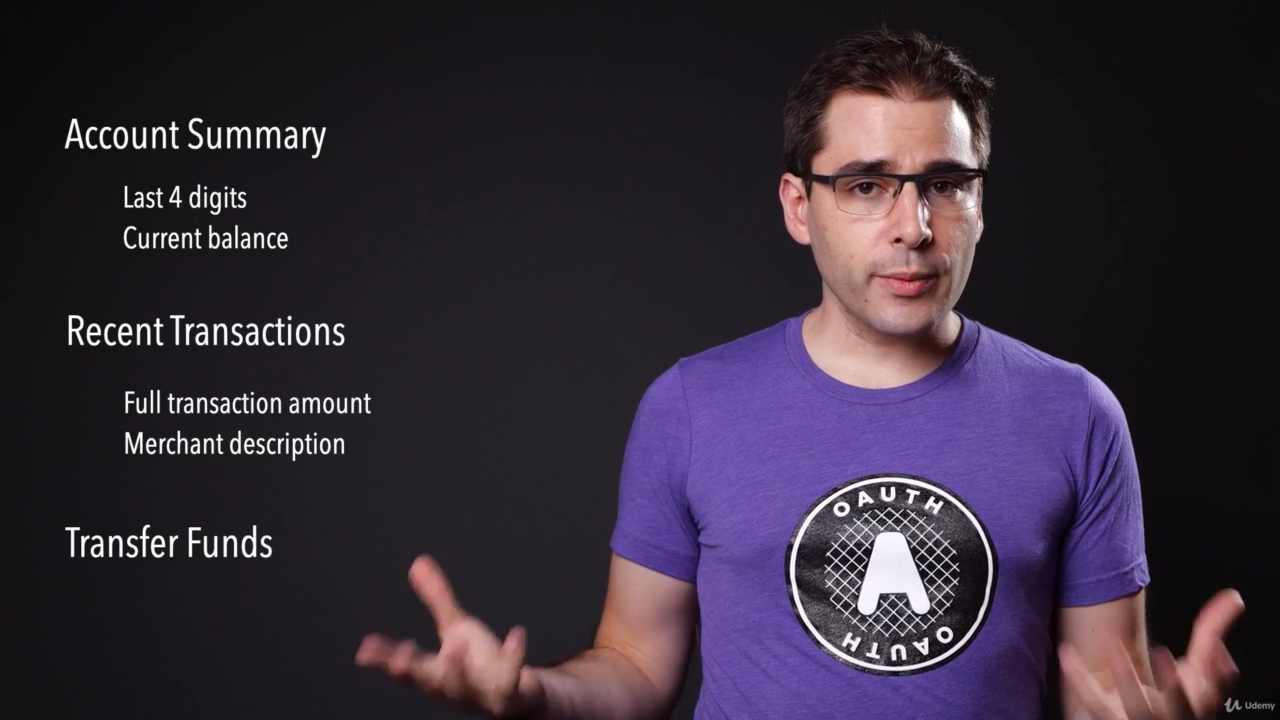 Account Summary
Last 4 digits
Current balance
Recent Transactions
Full transaction amount
Merchant description
Transfer Funds
OAUTH
A
OAUTH
Udemy